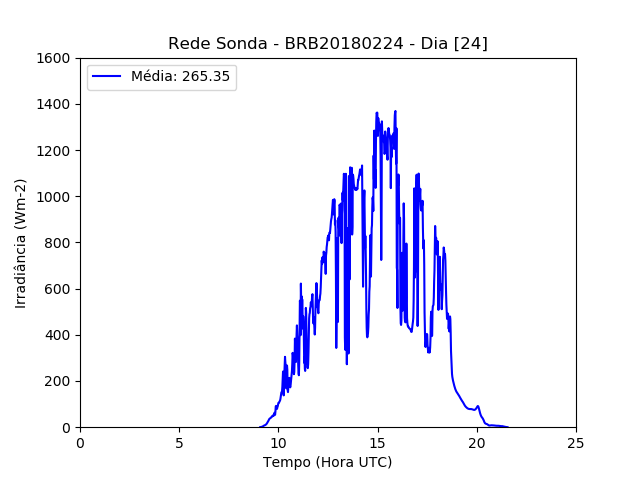 Rede Sonda - BRB20180224 - Dia [24]
Média: 265.35
1600
1400
1200
1000
800
600
400
200
0
Irradiância (Wm-2)
0 5 10 15 20 25
Tempo (Hora UTC)